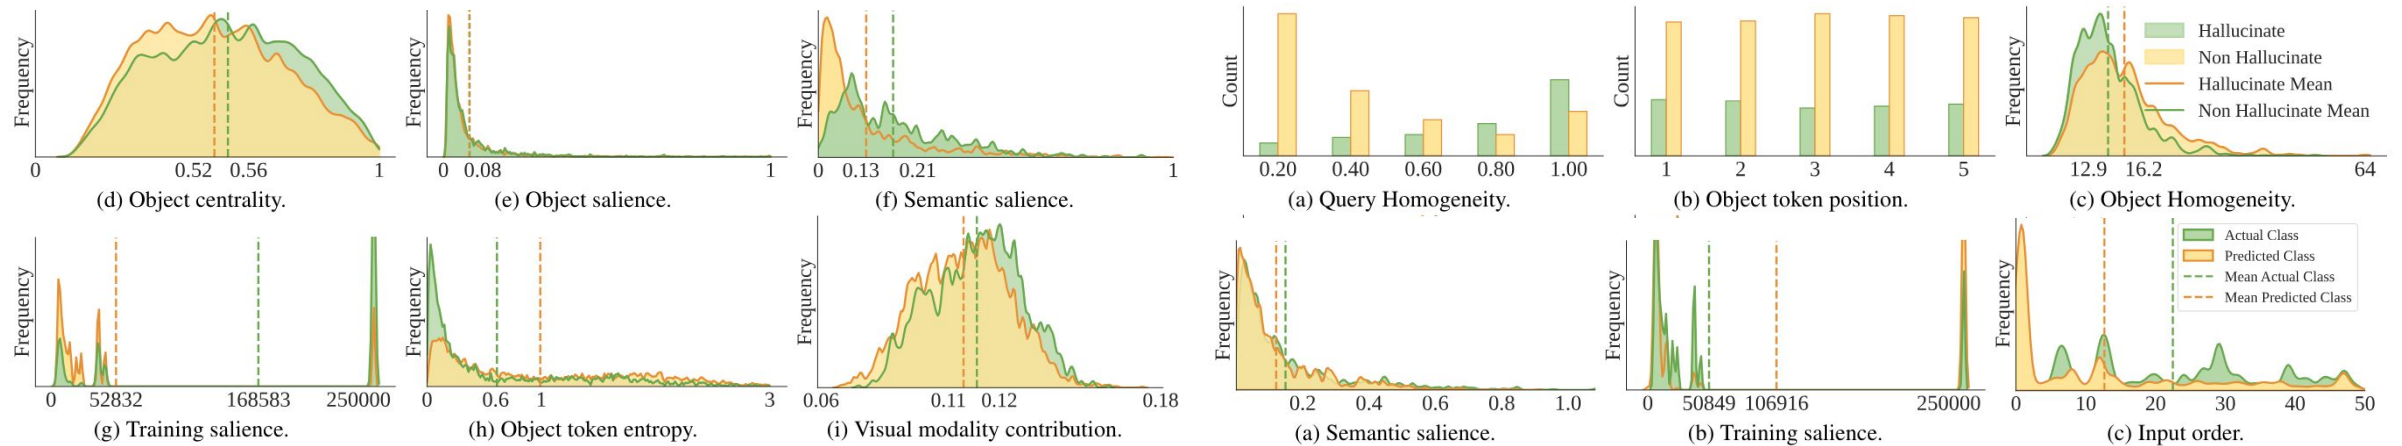 Frequency
0 0.52 0.56 1
(d) Object centrality.
Frequency
0 0.08 1
(e) Object salience.
Frequency
0 0.13 0.21 1
(f) Semantic salience.
Count
0.20 0.40 0.60 0.80 1.00
(a) Query Homogeneity.
Count
1 2 3 4 5
(b) Object token position.
Frequency
Hallucinate
Non Hallucinate
Hallucinate Mean
Non Hallucinate Mean
12.9 16.2 64
(c) Object Homogeneity.
Frequency
0 52832 168583 250000
(g) Training salience.
Frequency
0 0.6 1 3
(h) Object token entropy.
Frequency
0.06 0.11 0.12 0.18
(i) Visual modality contribution.
Frequency
0.2 0.4 0.6 0.8 1.0
(a) Semantic salience.
Frequency
0 50849 106916 250000
(b) Training salience.
Frequency
Actual Class
Predicted Class
Mean Actual Class
Mean Predicted Class
0 10 20 30 40 50
(c) Input order.